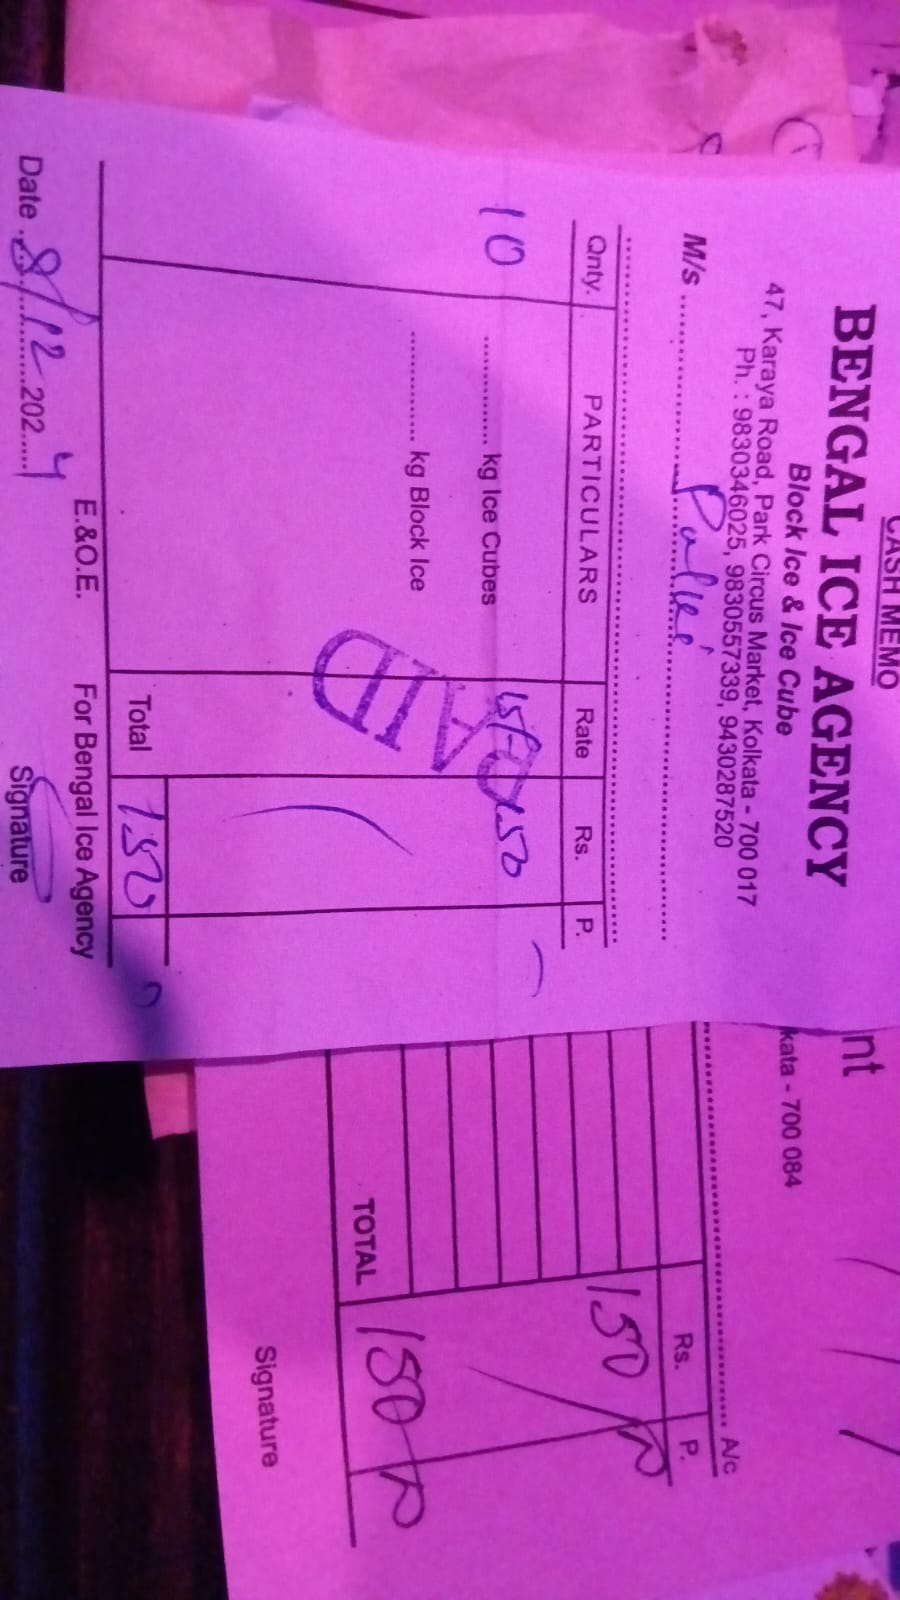 CASH MEMO
BENGAL ICE AGENCY
Block Ice & Ice Cube
47, Karaya Road, Park Circus Market, Kolkata - 700 017
Ph. : 9830346025, 9830557339, 9430287520
M/s
Qnty. PARTICULARS Rate Rs. P.
10 kg Ice Cubes 15/- 150
kg Block Ice
PAID
Total 150
E.&O.E. For Bengal Ice Agency
Date 8/12 2024 Signature
nt
kata - 700 084
A/c
Rs. P.
150
TOTAL 150
Signature